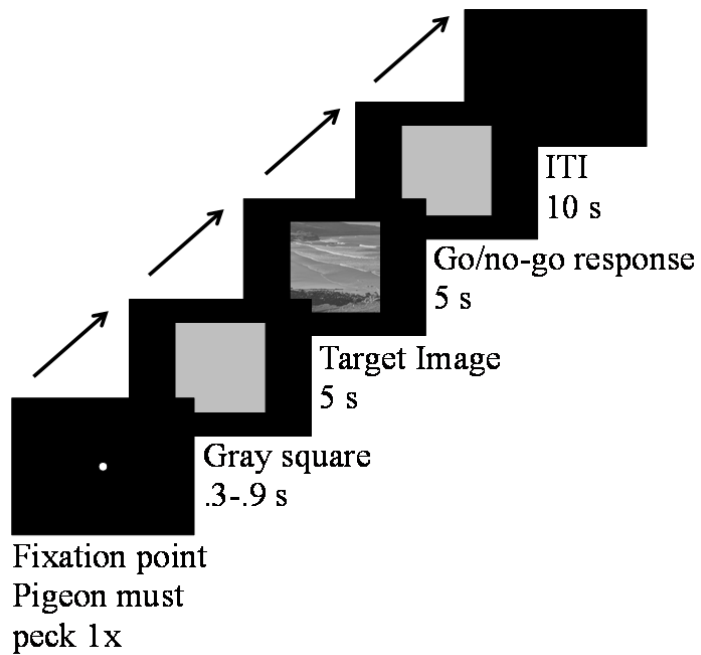 ITI
10 s
Go/no-go response
5 s
Target Image
5 s
Gray square
.3-.9 s
Fixation point
Pigeon must
peck 1x